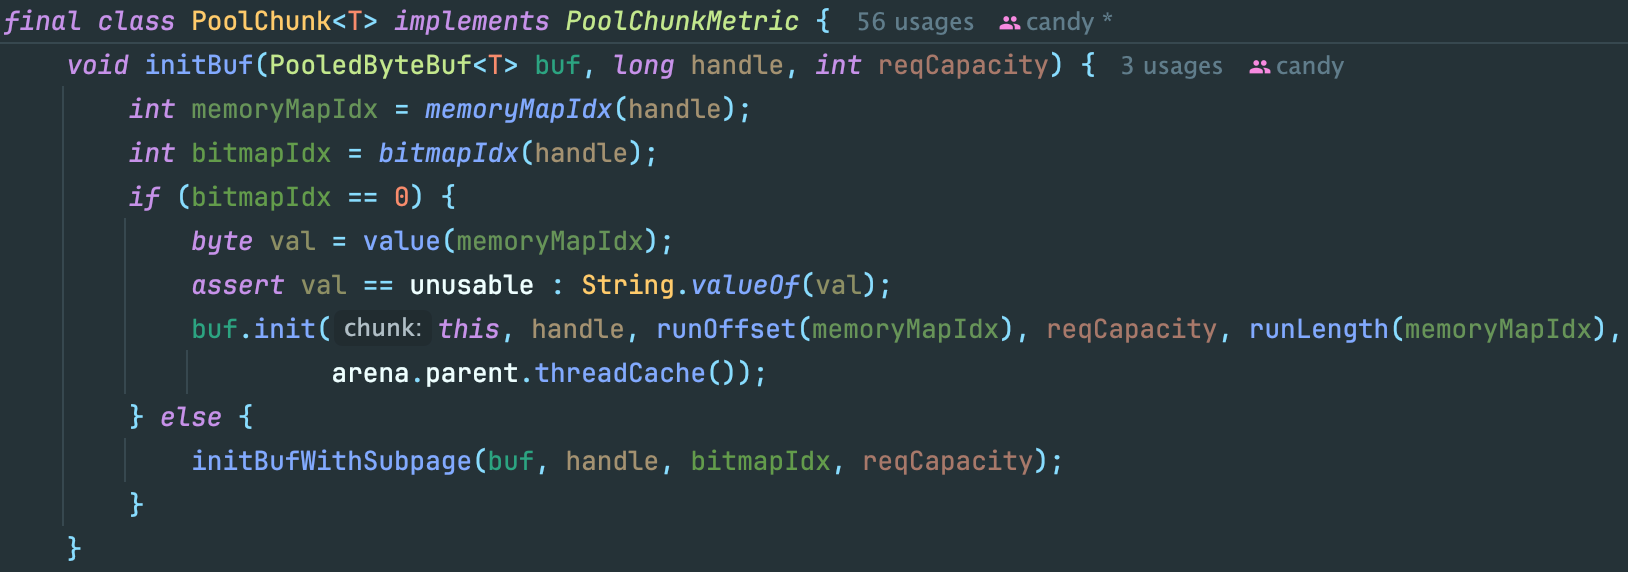 final class PoolChunk<T> implements PoolChunkMetric { 56 usages candy *
void initBuf(PooledByteBuf<T> buf, long handle, int reqCapacity) { 3 usages candy
int memoryMapIdx = memoryMapIdx(handle);
int bitmapIdx = bitmapIdx(handle);
if (bitmapIdx == 0) {
byte val = value(memoryMapIdx);
assert val == unusable : String.valueOf(val);
buf.init( chunk: this, handle, runOffset(memoryMapIdx), reqCapacity, runLength(memoryMapIdx),
arena.parent.threadCache());
} else {
initBufWithSubpage(buf, handle, bitmapIdx, reqCapacity);
}
}